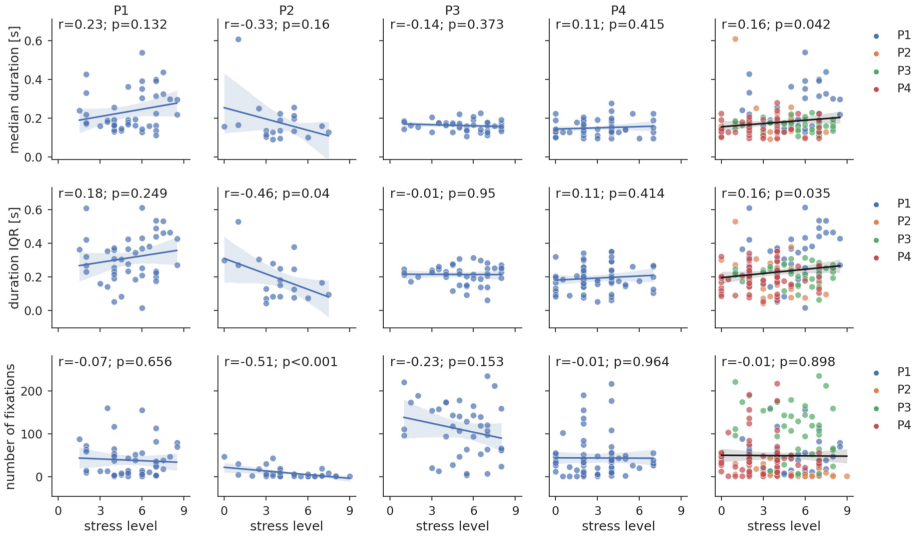 P1 P2 P3 P4
r=0.23; p=0.132 r=-0.33; p=0.16 r=-0.14; p=0.373 r=0.11; p=0.415 r=0.16; p=0.042
median duration [s]
0.6
0.4
0.2
0.0
P1
P2
P3
P4
r=0.18; p=0.249 r=-0.46; p=0.04 r=-0.01; p=0.95 r=0.11; p=0.414 r=0.16; p=0.035
duration IQR [s]
0.6
0.4
0.2
0.0
P1
P2
P3
P4
r=-0.07; p=0.656 r=-0.51; p<0.001 r=-0.23; p=0.153 r=-0.01; p=0.964 r=-0.01; p=0.898
number of fixations
200
100
0
P1
P2
P3
P4
0 3 6 9 0 3 6 9 0 3 6 9 0 3 6 9 0 3 6 9
stress level stress level stress level stress level stress level